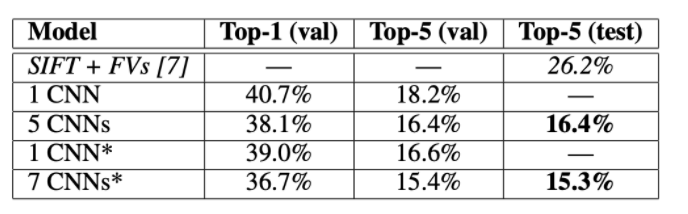 Model Top-1 (val) Top-5 (val) Top-5 (test)
SIFT + FVs [7] — — 26.2%
1 CNN 40.7% 18.2% —
5 CNNs 38.1% 16.4% 16.4%
1 CNN* 39.0% 16.6% —
7 CNNs* 36.7% 15.4% 15.3%